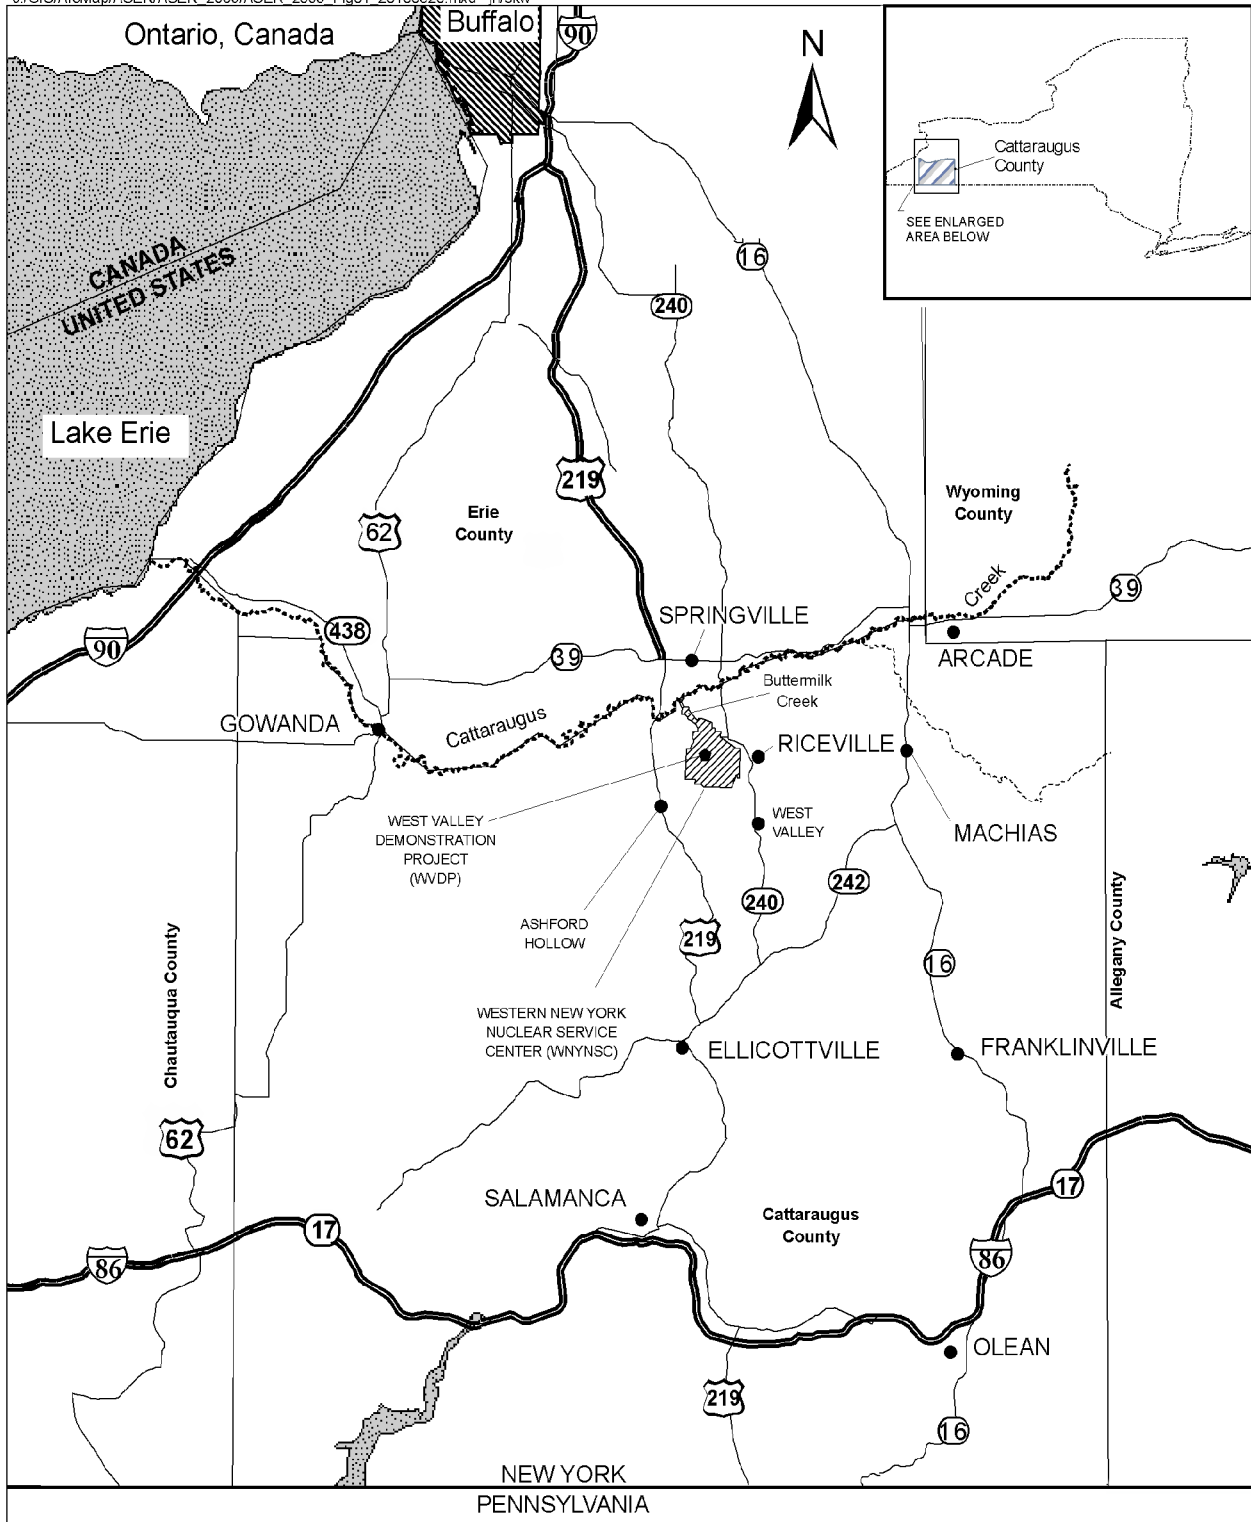 Ontario, Canada
Buffalo
90
N
Cattaraugus
County
SEE ENLARGED
AREA BELOW
16
240
CANADA
UNITED STATES
Lake Erie
219
62
Erie
County
Wyoming
County
Creek
39
SPRINGVILLE
438
90
39
ARCADE
Buttermilk
Creek
GOWANDA
Cattaraugus
RICEVILLE
WEST VALLEY
DEMONSTRATION
PROJECT
(WVDP)
WEST
VALLEY
MACHIAS
242
240
ASHFORD
HOLLOW
219
16
Chautauqua County
Allegany County
WESTERN NEW YORK
NUCLEAR SERVICE
CENTER (WNYNSC)
ELLICOTTVILLE
FRANKLINVILLE
62
17
SALAMANCA
Cattaraugus
County
17
86
86
OLEAN
219
16
NEW YORK
PENNSYLVANIA